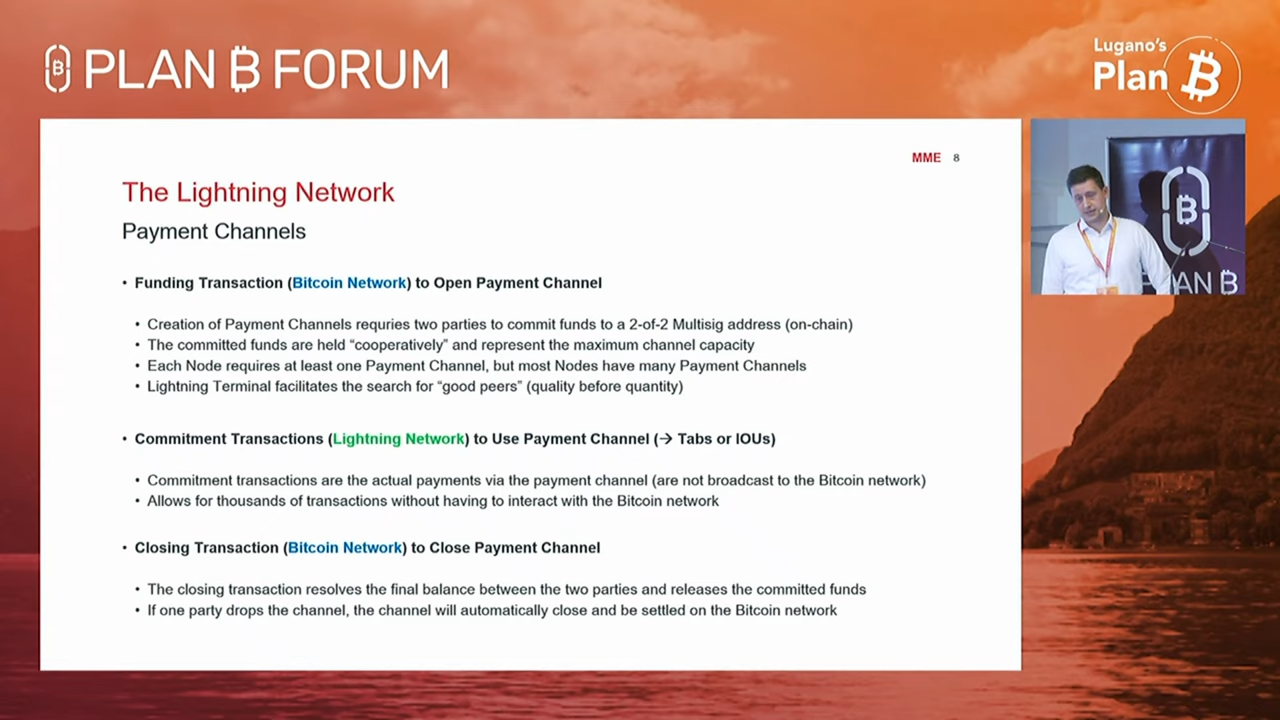 PLAN ₿ FORUM
Lugano's
Plan ₿
MME 8
The Lightning Network
Payment Channels
• Funding Transaction (Bitcoin Network) to Open Payment Channel
• Creation of Payment Channels requries two parties to commit funds to a 2-of-2 Multisig address (on-chain)
• The committed funds are held “cooperatively” and represent the maximum channel capacity
• Each Node requires at least one Payment Channel, but most Nodes have many Payment Channels
• Lightning Terminal facilitates the search for “good peers” (quality before quantity)
• Commitment Transactions (Lightning Network) to Use Payment Channel (→ Tabs or IOUs)
• Commitment transactions are the actual payments via the payment channel (are not broadcast to the Bitcoin network)
• Allows for thousands of transactions without having to interact with the Bitcoin network
• Closing Transaction (Bitcoin Network) to Close Payment Channel
• The closing transaction resolves the final balance between the two parties and releases the committed funds
• If one party drops the channel, the channel will automatically close and be settled on the Bitcoin network
PLAN ₿